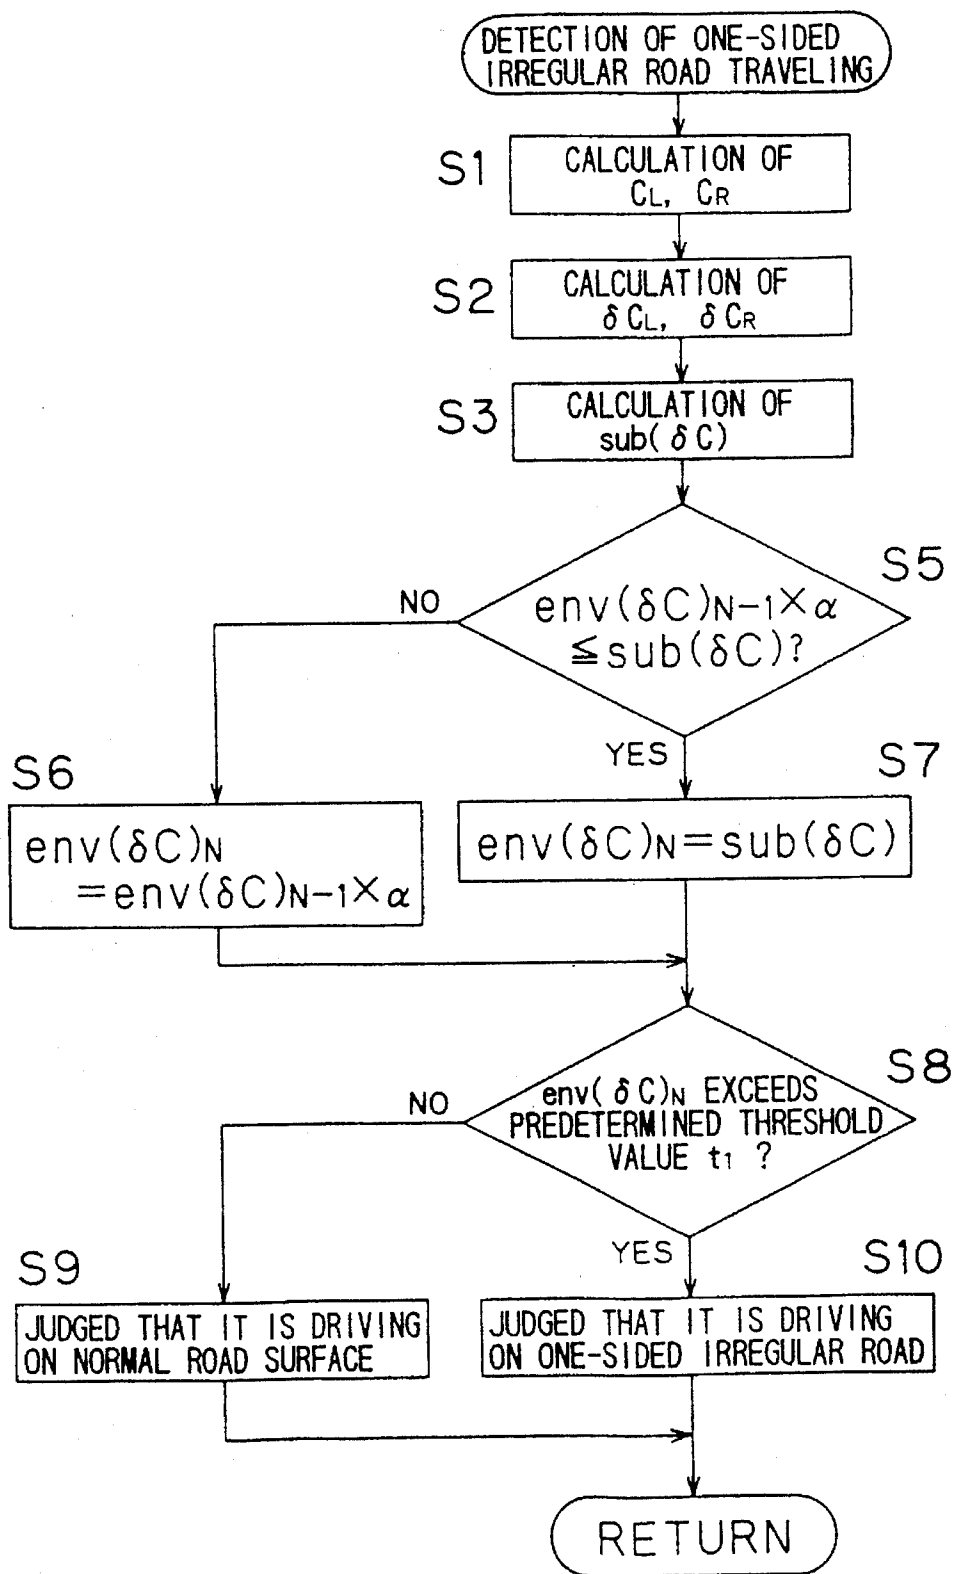 DETECTION OF ONE-SIDED
IRREGULAR ROAD TRAVELING
S1
CALCULATION OF
CL, CR
S2
CALCULATION OF
δCL, δCR
S3
CALCULATION OF
sub(δC)
S5
env(δC)N-1×α
≦sub(δC)?
NO
YES
S6
env(δC)N
=env(δC)N-1×α
S7
env(δC)N=sub(δC)
S8
env(δC)N EXCEEDS
PREDETERMINED THRESHOLD
VALUE t1 ?
NO
YES
S9
JUDGED THAT IT IS DRIVING
ON NORMAL ROAD SURFACE
S10
JUDGED THAT IT IS DRIVING
ON ONE-SIDED IRREGULAR ROAD
RETURN